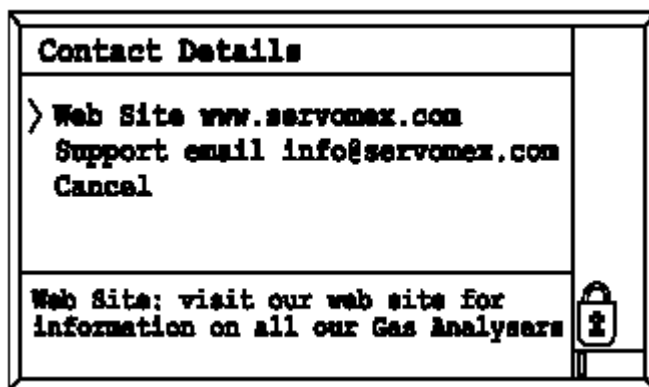 Contact Details
Web Site www.servomex.com
Support email info@servomex.com
Cancel
Web Site: visit our web site for
information on all our Gas Analysers